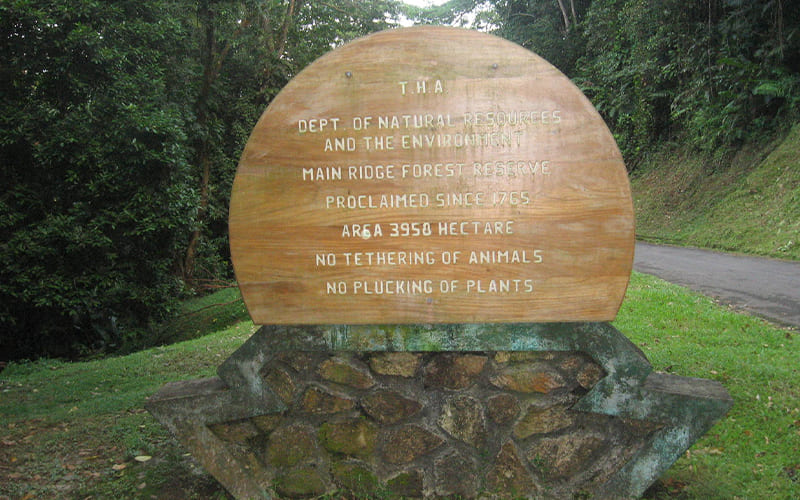 T.H.A.
DEPT. OF NATURAL RESOURCES
AND THE ENVIRONMENT
MAIN RIDGE FOREST RESERVE
PROCLAIMED SINCE 1765
AREA 3958 HECTARE
NO TETHERING OF ANIMALS
NO PLUCKING OF PLANTS